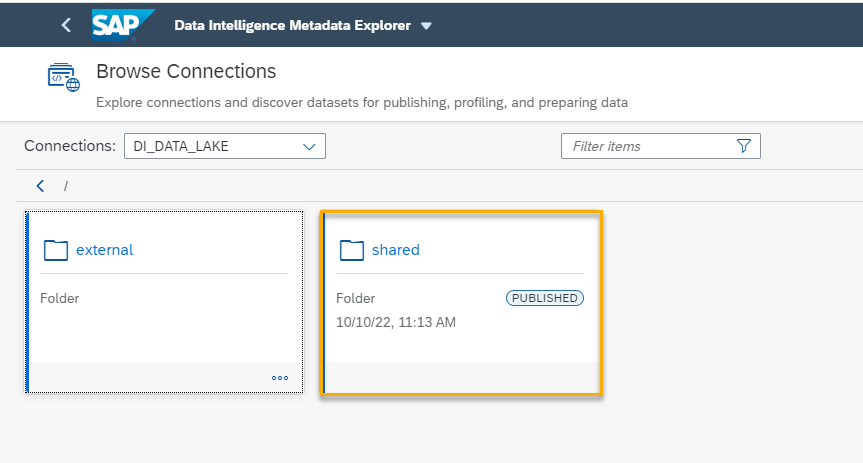 SAP Data Intelligence Metadata Explorer
Browse Connections
Explore connections and discover datasets for publishing, profiling, and preparing data
Connections: DI_DATA_LAKE Filter items
/
external
Folder
shared
Folder PUBLISHED
10/10/22, 11:13 AM